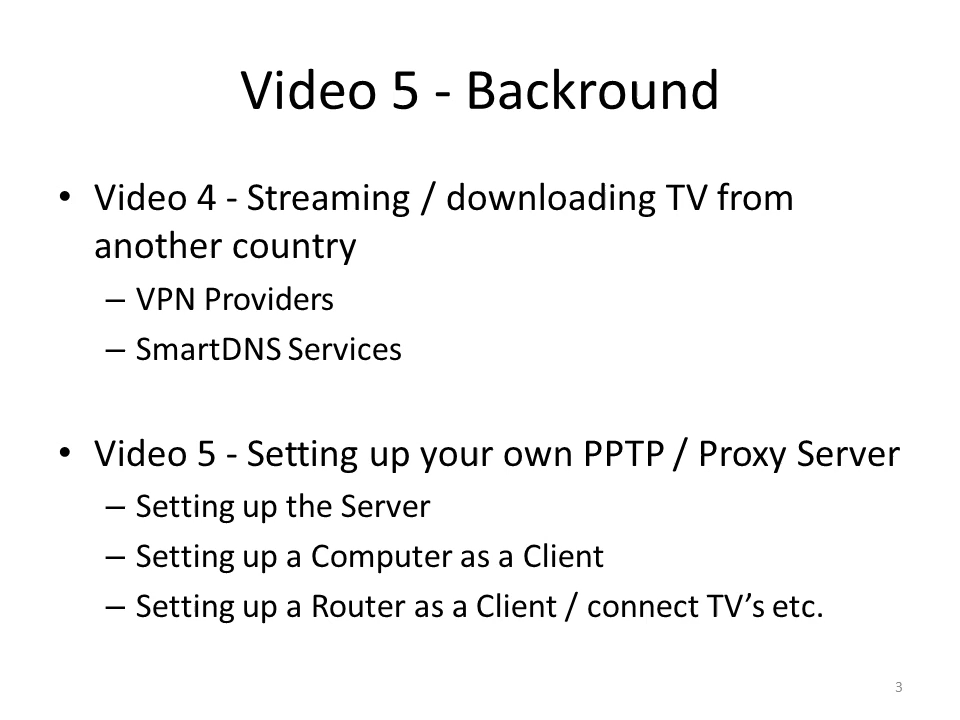 Video 5 - Backround
• Video 4 - Streaming / downloading TV from
another country
– VPN Providers
– SmartDNS Services
• Video 5 - Setting up your own PPTP / Proxy Server
– Setting up the Server
– Setting up a Computer as a Client
– Setting up a Router as a Client / connect TV’s etc.
3